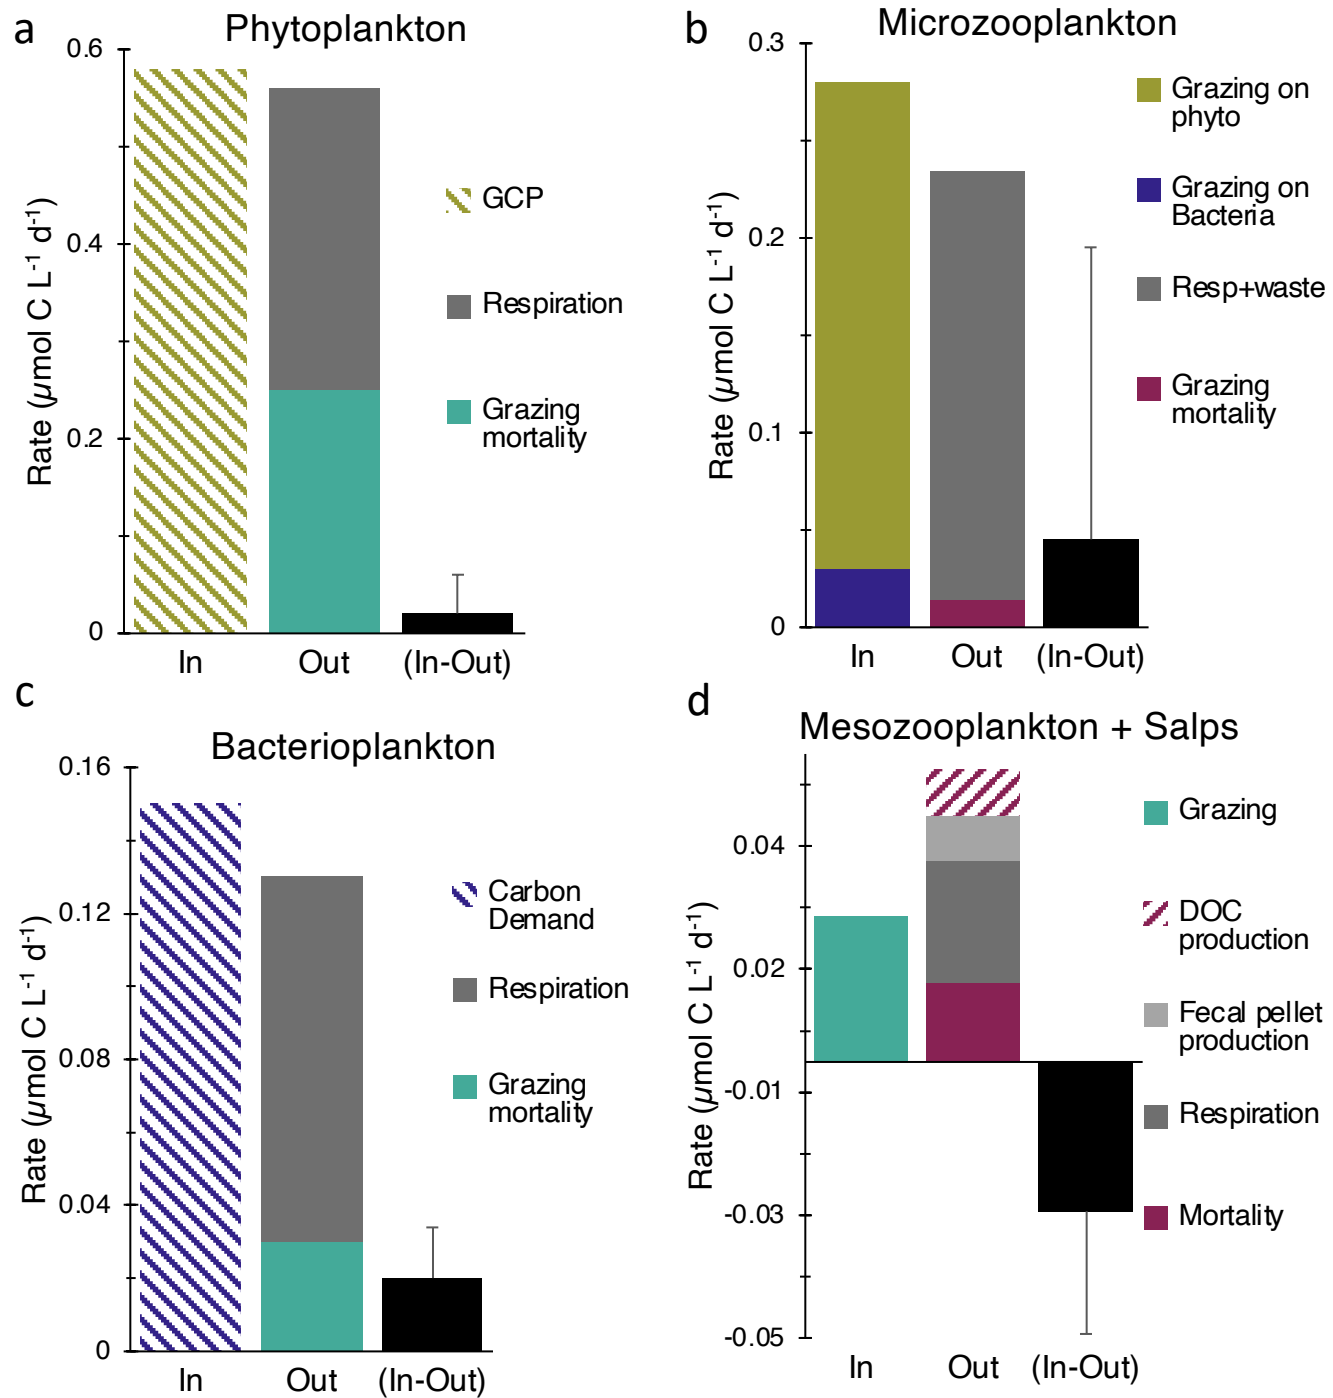 a
Phytoplankton
0.6
0.4
0.2
0
Rate (µmol C L⁻¹ d⁻¹)
In
Out
(In-Out)
GCP
Respiration
Grazing
mortality
b
Microzooplankton
0.3
0.2
0.1
0
Rate (µmol C L⁻¹ d⁻¹)
In
Out
(In-Out)
Grazing on
phyto
Grazing on
Bacteria
Resp+waste
Grazing
mortality
c
Bacterioplankton
0.16
0.12
0.08
0.04
0
Rate (µmol C L⁻¹ d⁻¹)
In
Out
(In-Out)
Carbon
Demand
Respiration
Grazing
mortality
d
Mesozooplankton + Salps
0.04
0.02
-0.01
-0.03
-0.05
Rate (µmol C L⁻¹ d⁻¹)
In
Out
(In-Out)
Grazing
DOC
production
Fecal pellet
production
Respiration
Mortality